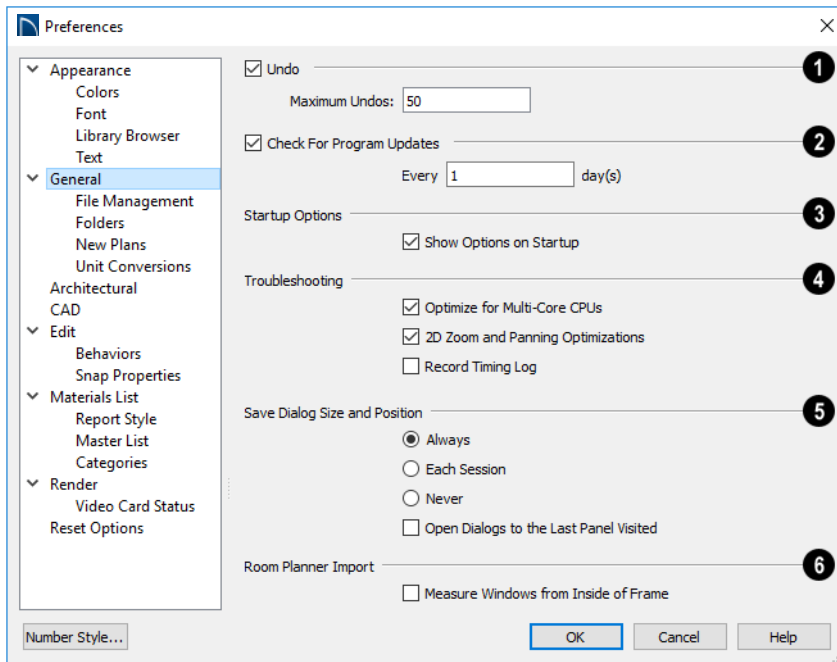 Preferences
Appearance
Colors
Font
Library Browser
Text
General
File Management
Folders
New Plans
Unit Conversions
Architectural
CAD
Edit
Behaviors
Snap Properties
Materials List
Report Style
Master List
Categories
Render
Video Card Status
Reset Options
Undo 1
Maximum Undos: 50
Check For Program Updates 2
Every 1 day(s)
Startup Options 3
Show Options on Startup
Troubleshooting 4
Optimize for Multi-Core CPUs
2D Zoom and Panning Optimizations
Record Timing Log
Save Dialog Size and Position 5
Always
Each Session
Never
Open Dialogs to the Last Panel Visited
Room Planner Import 6
Measure Windows from Inside of Frame
Number Style... OK Cancel Help